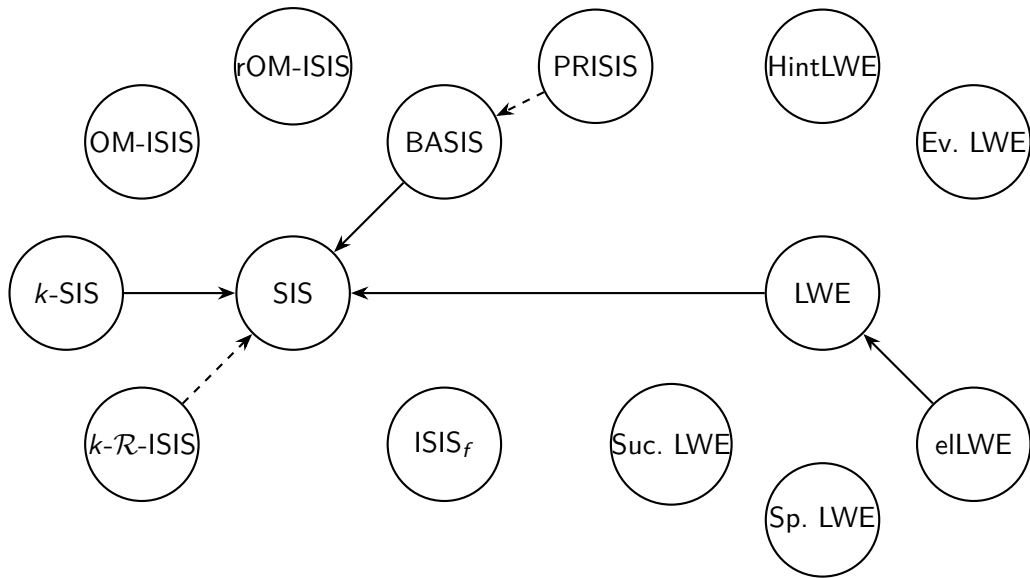 rOM-ISIS
PRISIS
HintLWE
OM-ISIS
BASIS
Ev. LWE
k-SIS
SIS
LWE
k-ℛ-ISIS
ISIS_f
Suc. LWE
elLWE
Sp. LWE